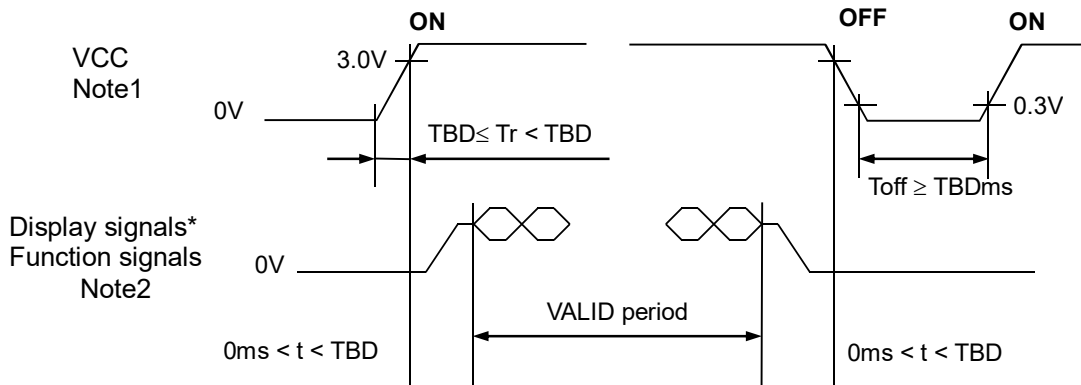 ON
OFF
ON
VCC
Note1
3.0V
0V
0.3V
TBD≤ Tr < TBD
Toff ≥ TBDms
Display signals*
Function signals
Note2
0V
VALID period
0ms < t < TBD
0ms < t < TBD